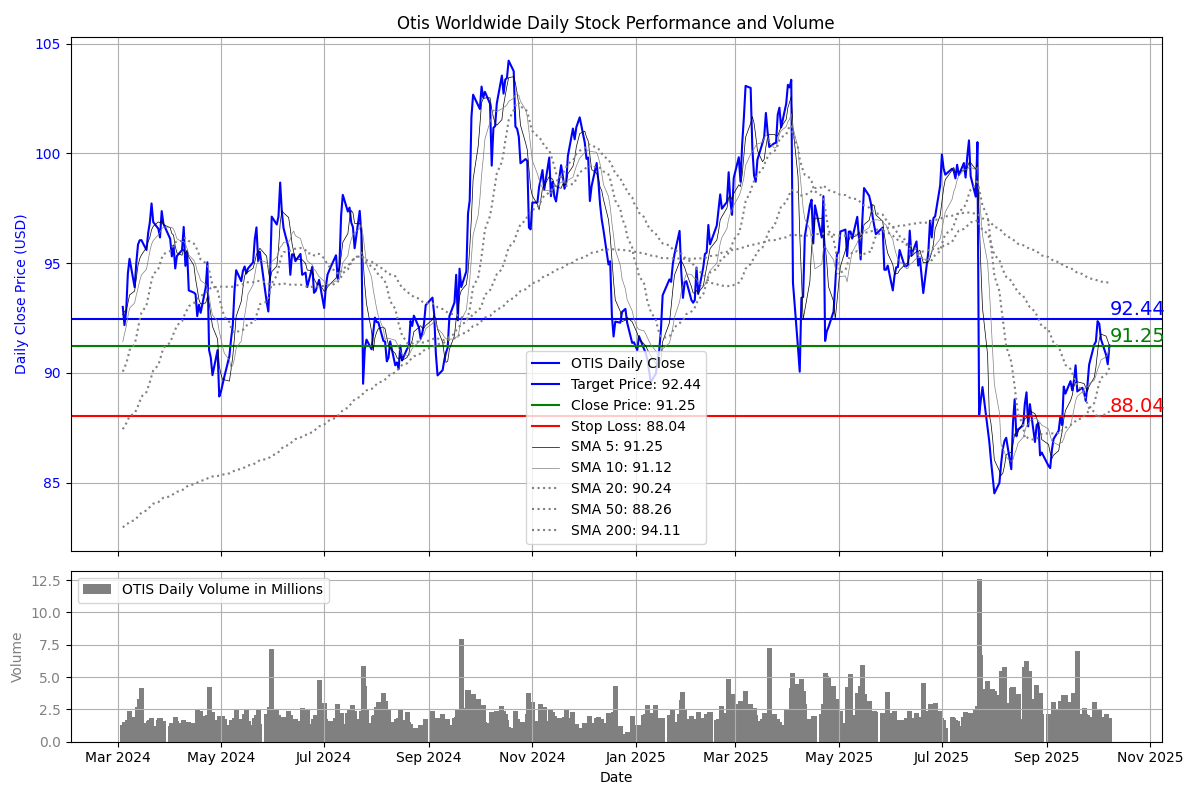 Otis Worldwide Daily Stock Performance and Volume
105
100
95
90
85
Daily Close Price (USD)
92.44
91.25
88.04
OTIS Daily Close
Target Price: 92.44
Close Price: 91.25
Stop Loss: 88.04
SMA 5: 91.25
SMA 10: 91.12
SMA 20: 90.24
SMA 50: 88.26
SMA 200: 94.11
12.5
10.0
7.5
5.0
2.5
0.0
Volume
OTIS Daily Volume in Millions
Mar 2024 May 2024 Jul 2024 Sep 2024 Nov 2024 Jan 2025 Mar 2025 May 2025 Jul 2025 Sep 2025 Nov 2025
Date